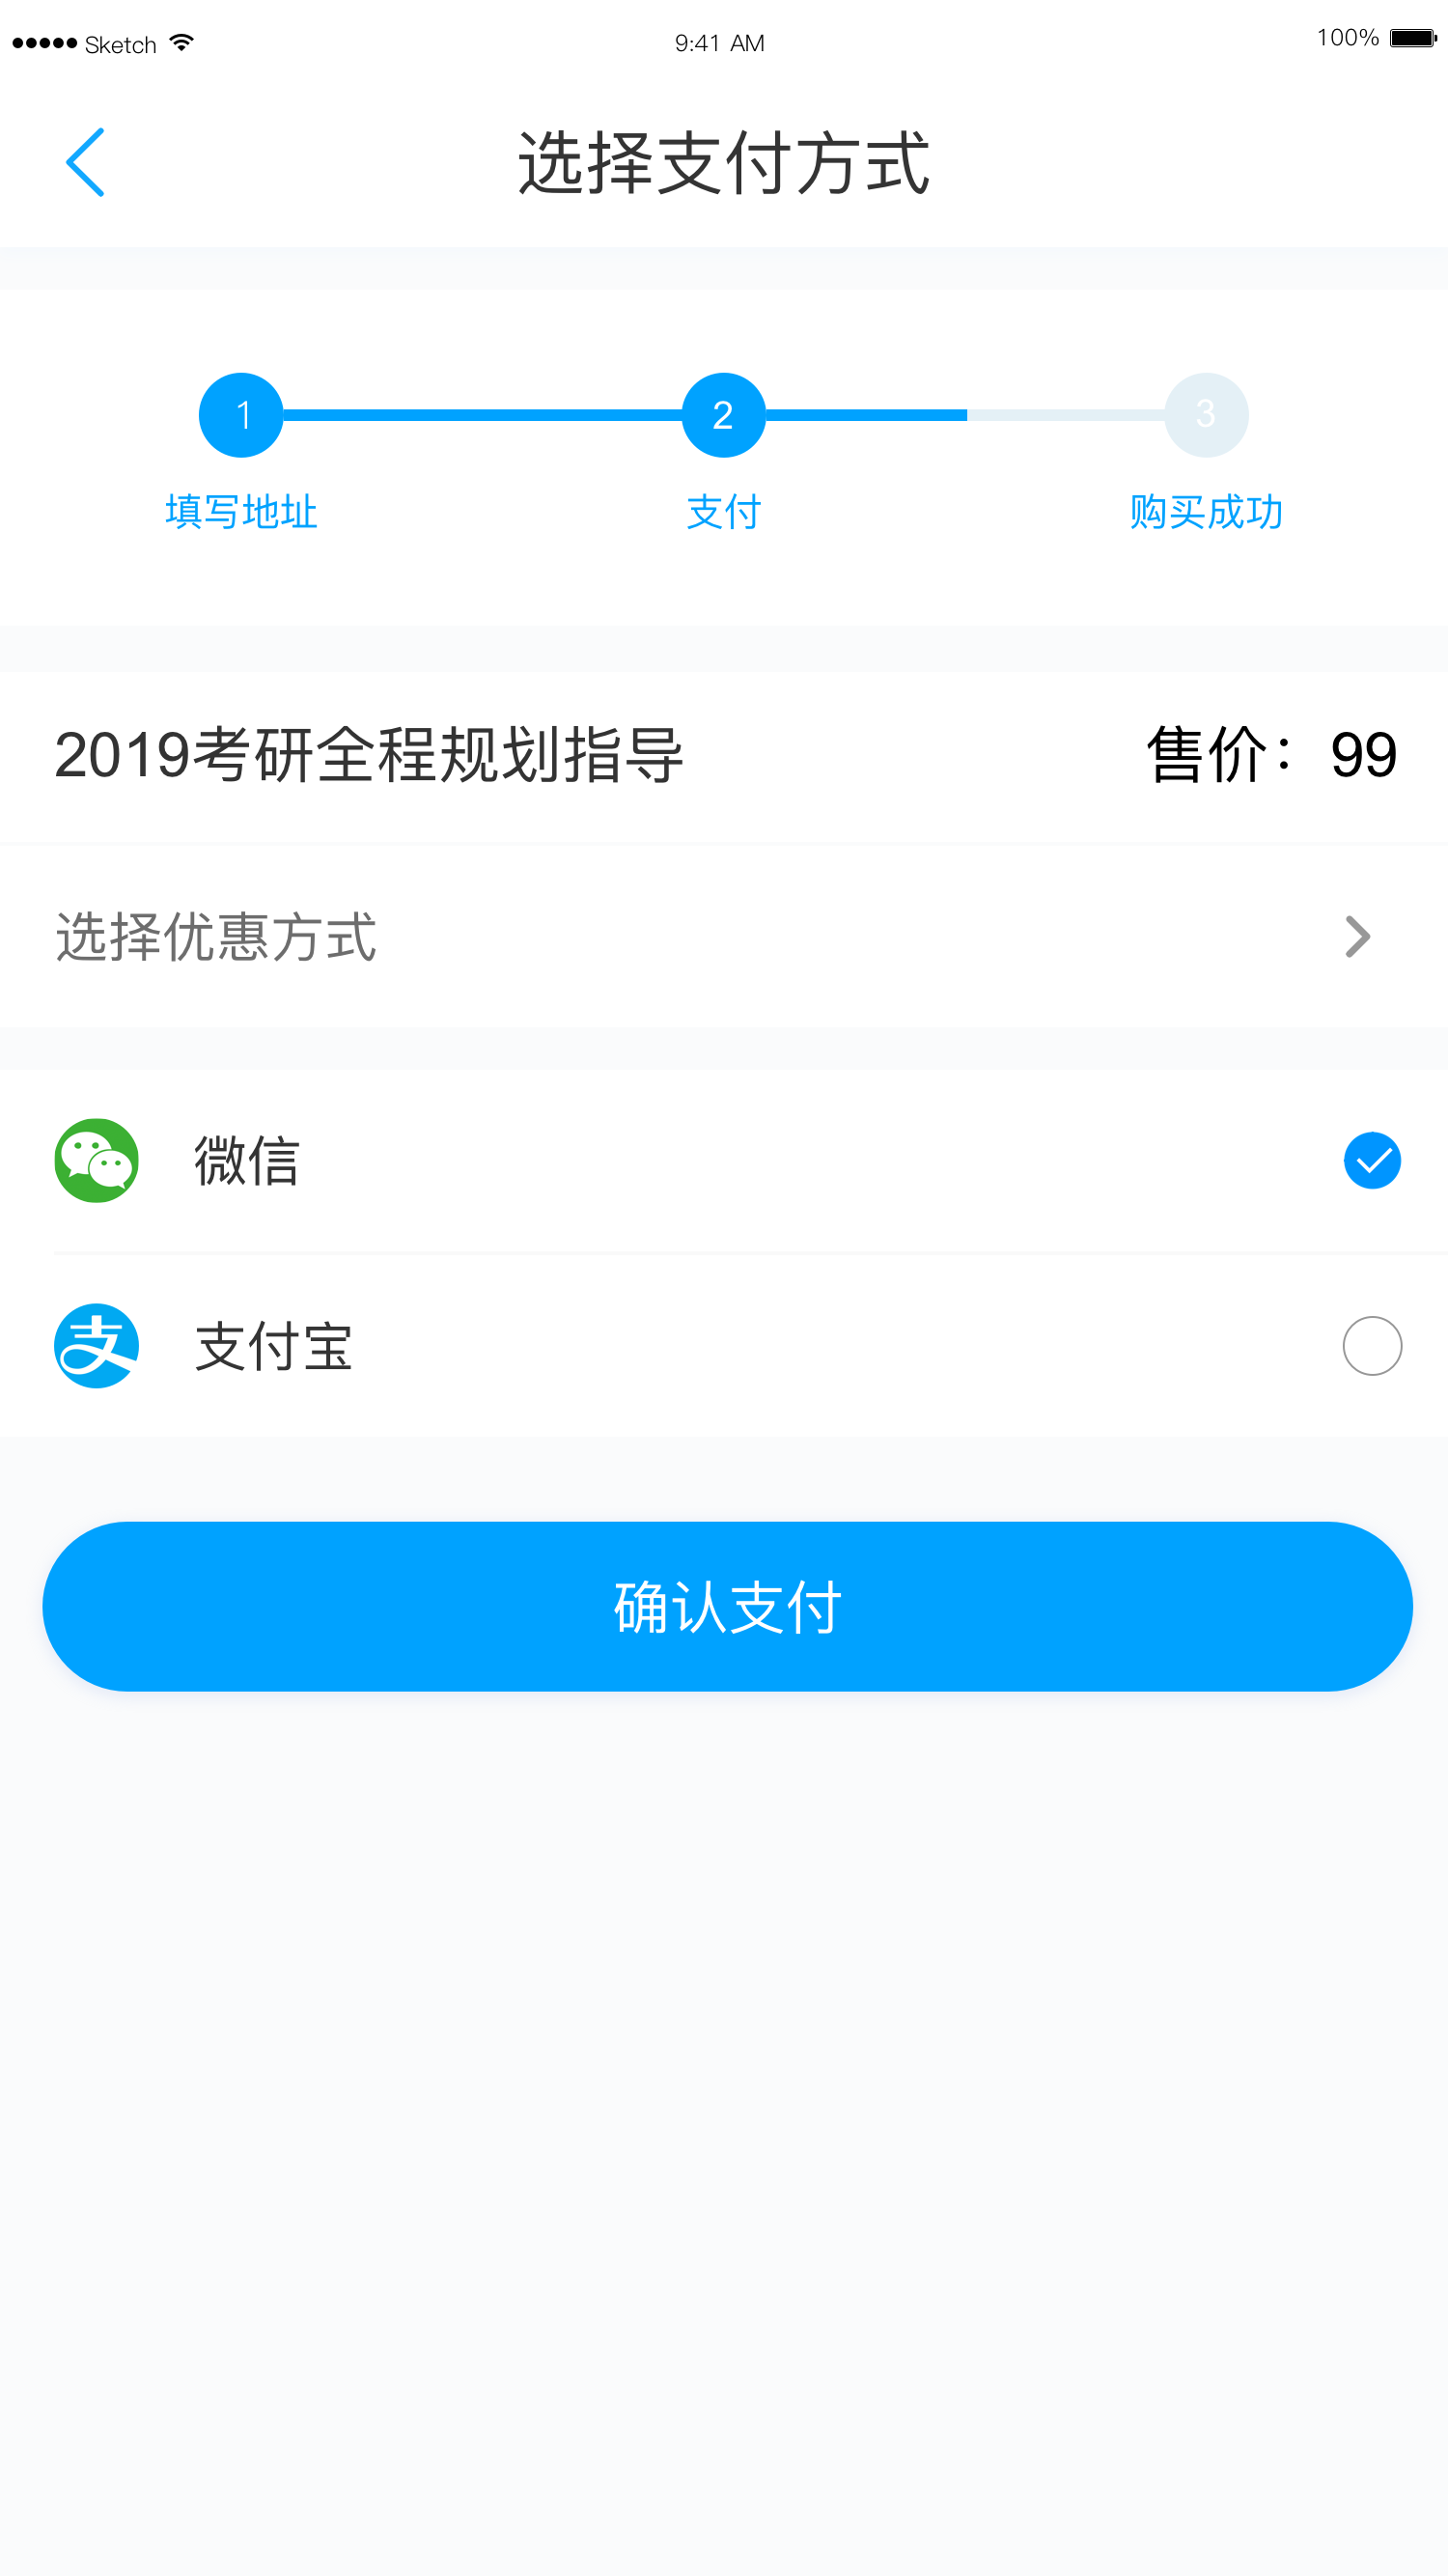 Sketch 9:41 AM 100%
选择支付方式
1 2 3
填写地址 支付 购买成功
2019考研全程规划指导 售价：99
选择优惠方式
微信
支 支付宝
确认支付